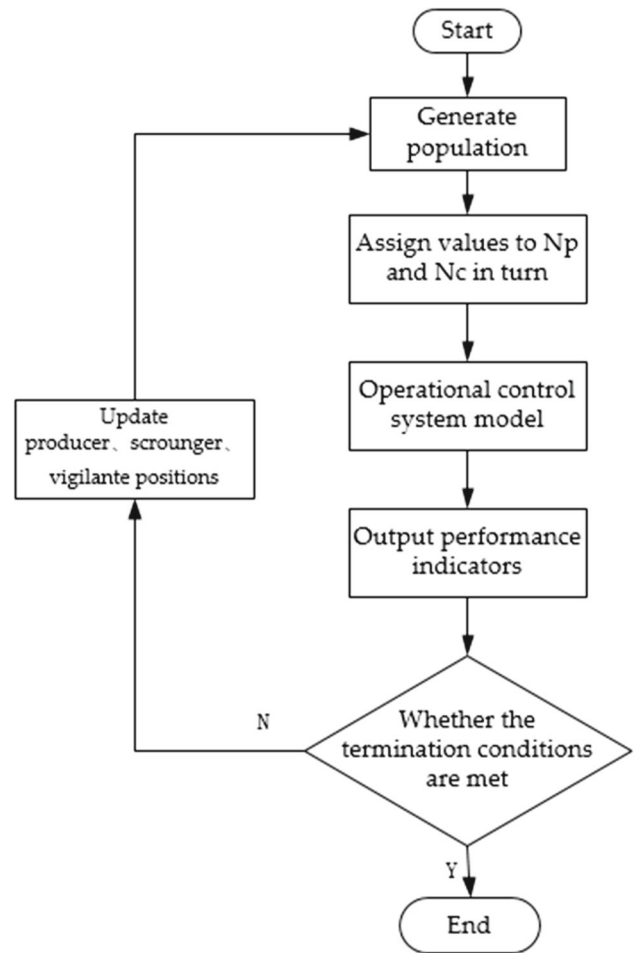 Start
Generate
population
Assign values to Np
and Nc in turn
Operational control
system model
Update
producer、scrounger、
vigilante positions
Output performance
indicators
Whether the
termination conditions
are met
N
Y
End